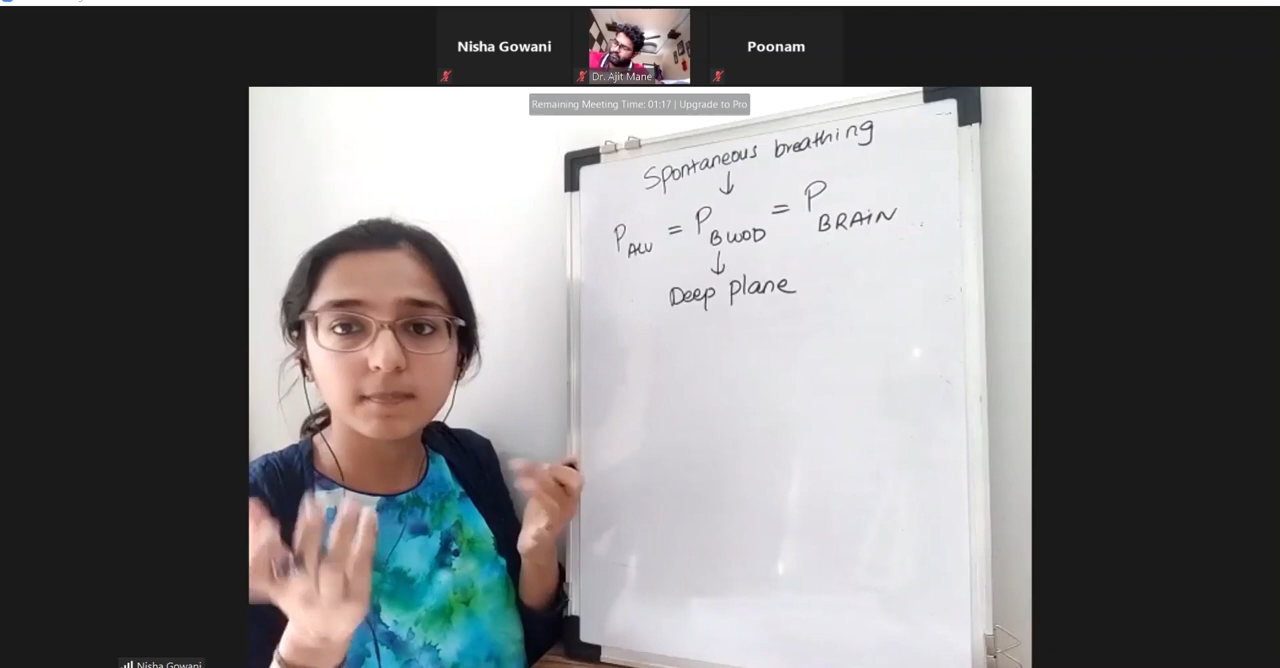 Nisha Gowani
Dr. Ajit Mane
Poonam
Remaining Meeting Time: 01:17 | Upgrade to Pro
Spontaneous breathing
↓
P ALV = P BLOOD = P BRAIN
↓
Deep plane
Nisha Gowani